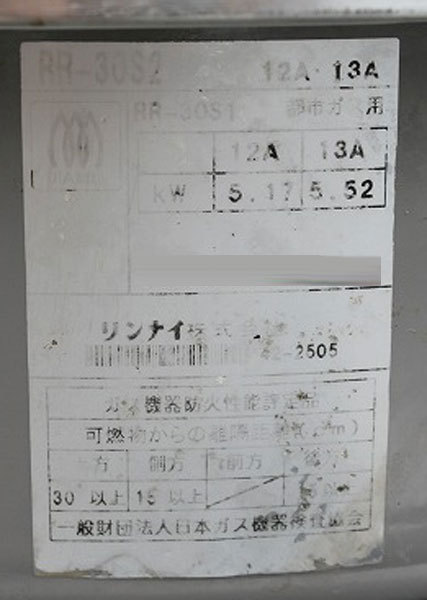 RR-30S2 12A・13A
RR-30S1 都市ガス用
12A 13A
kW 5.17 5.52
リンナイ株式会
-2505
ガス機器防火性能評定品
可燃物からの離隔距離(cm)
方 側方 前方
30 以上 15 以上
一般財団法人日本ガス機器検査協会